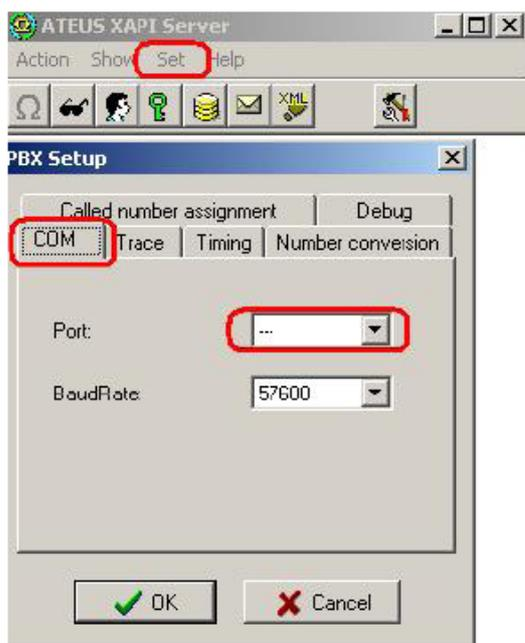 ATEUS XAPI Server
Action Show Set Help
XML
PBX Setup
Called number assignment Debug
COM Trace Timing Number conversion
Port: ---
BaudRate: 57600
OK Cancel